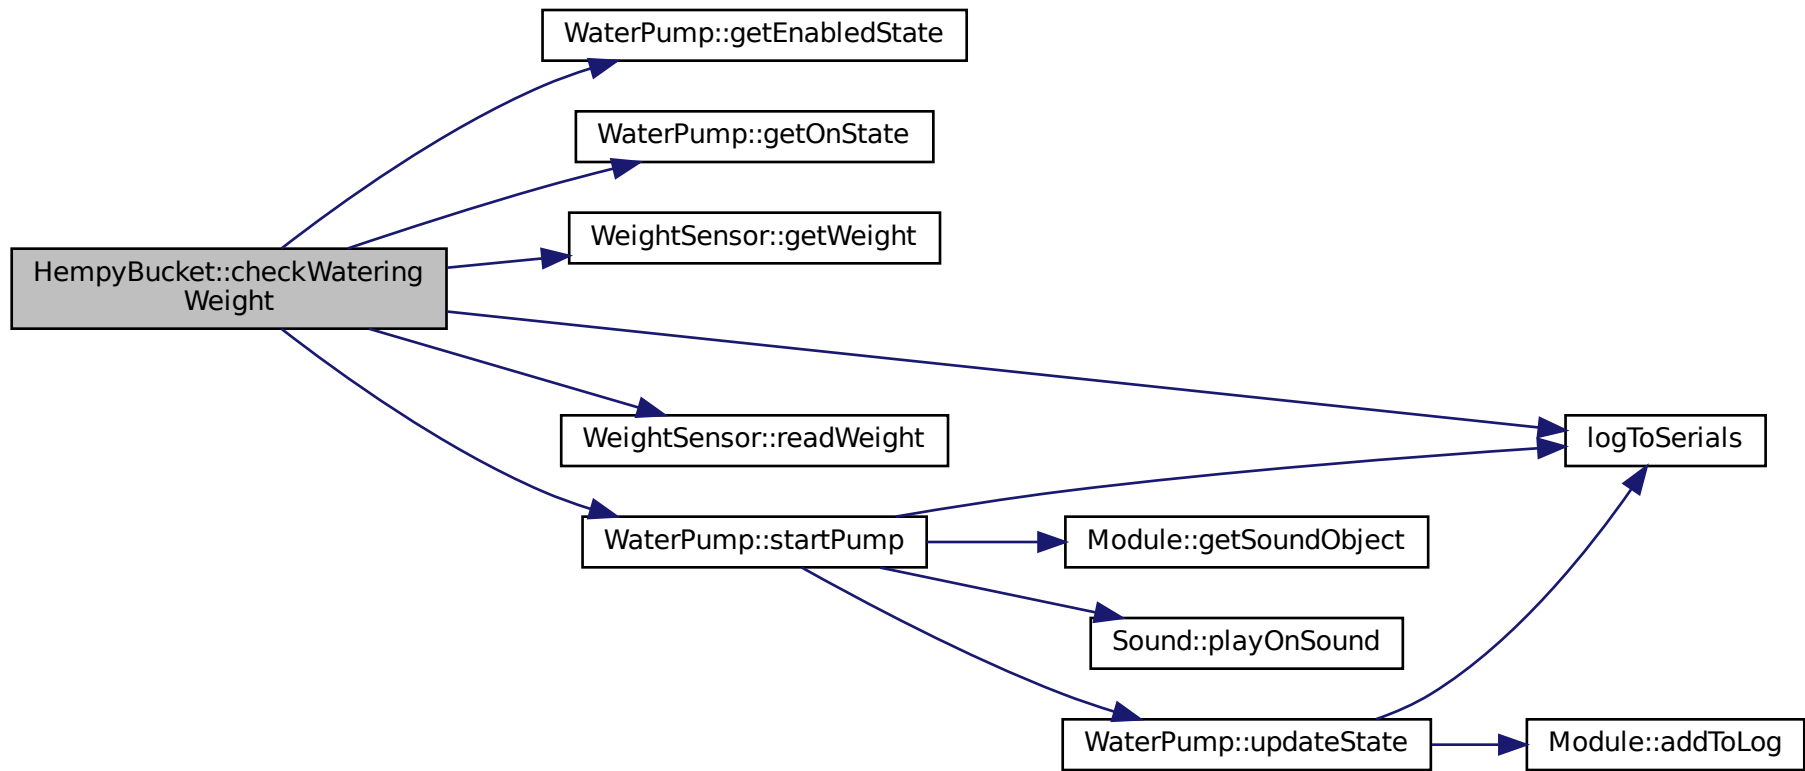 WaterPump::getEnabledState
WaterPump::getOnState
WeightSensor::getWeight
HempyBucket::checkWatering
Weight
WeightSensor::readWeight
logToSerials
WaterPump::startPump
Module::getSoundObject
Sound::playOnSound
WaterPump::updateState
Module::addToLog